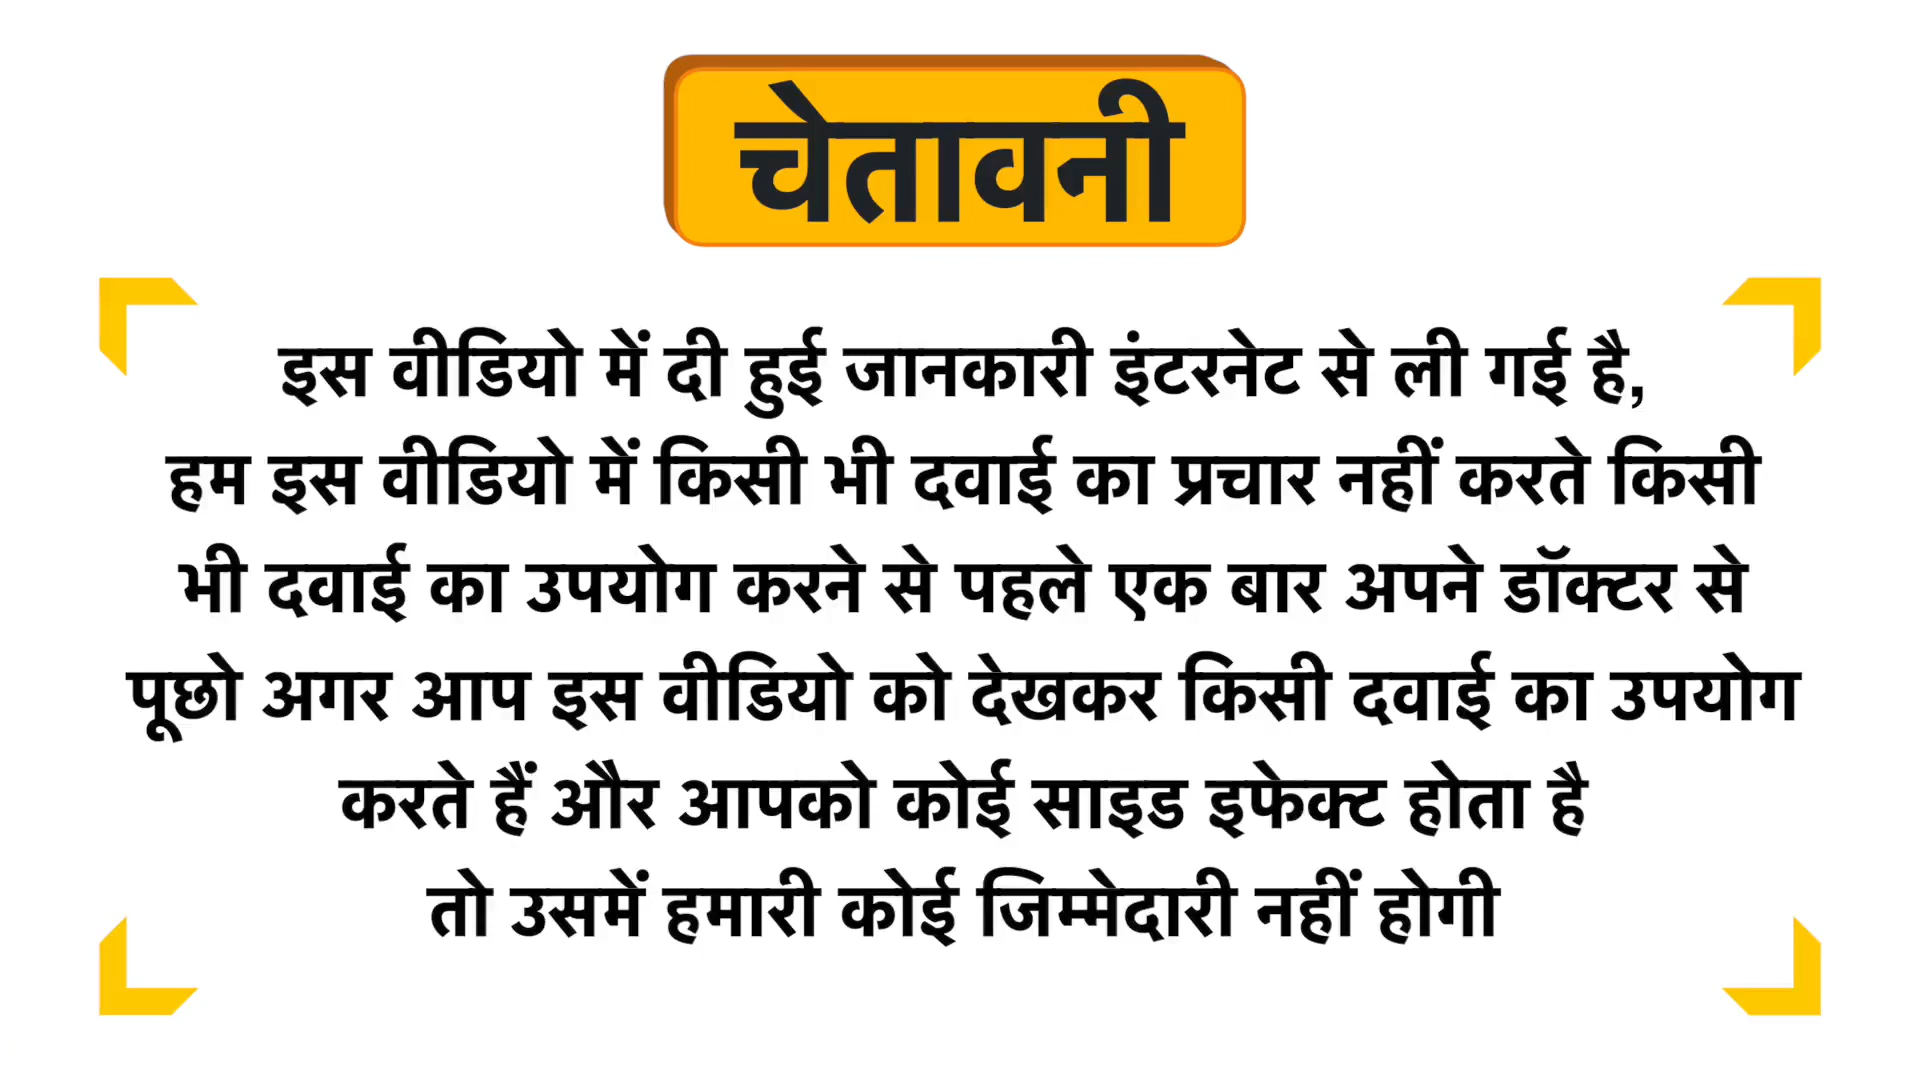 चेतावनी
इस वीडियो में दी हुई जानकारी इंटरनेट से ली गई है,
हम इस वीडियो में किसी भी दवाई का प्रचार नहीं करते किसी
भी दवाई का उपयोग करने से पहले एक बार अपने डॉक्टर से
पूछो अगर आप इस वीडियो को देखकर किसी दवाई का उपयोग
करते हैं और आपको कोई साइड इफेक्ट होता है
तो उसमें हमारी कोई जिम्मेदारी नहीं होगी